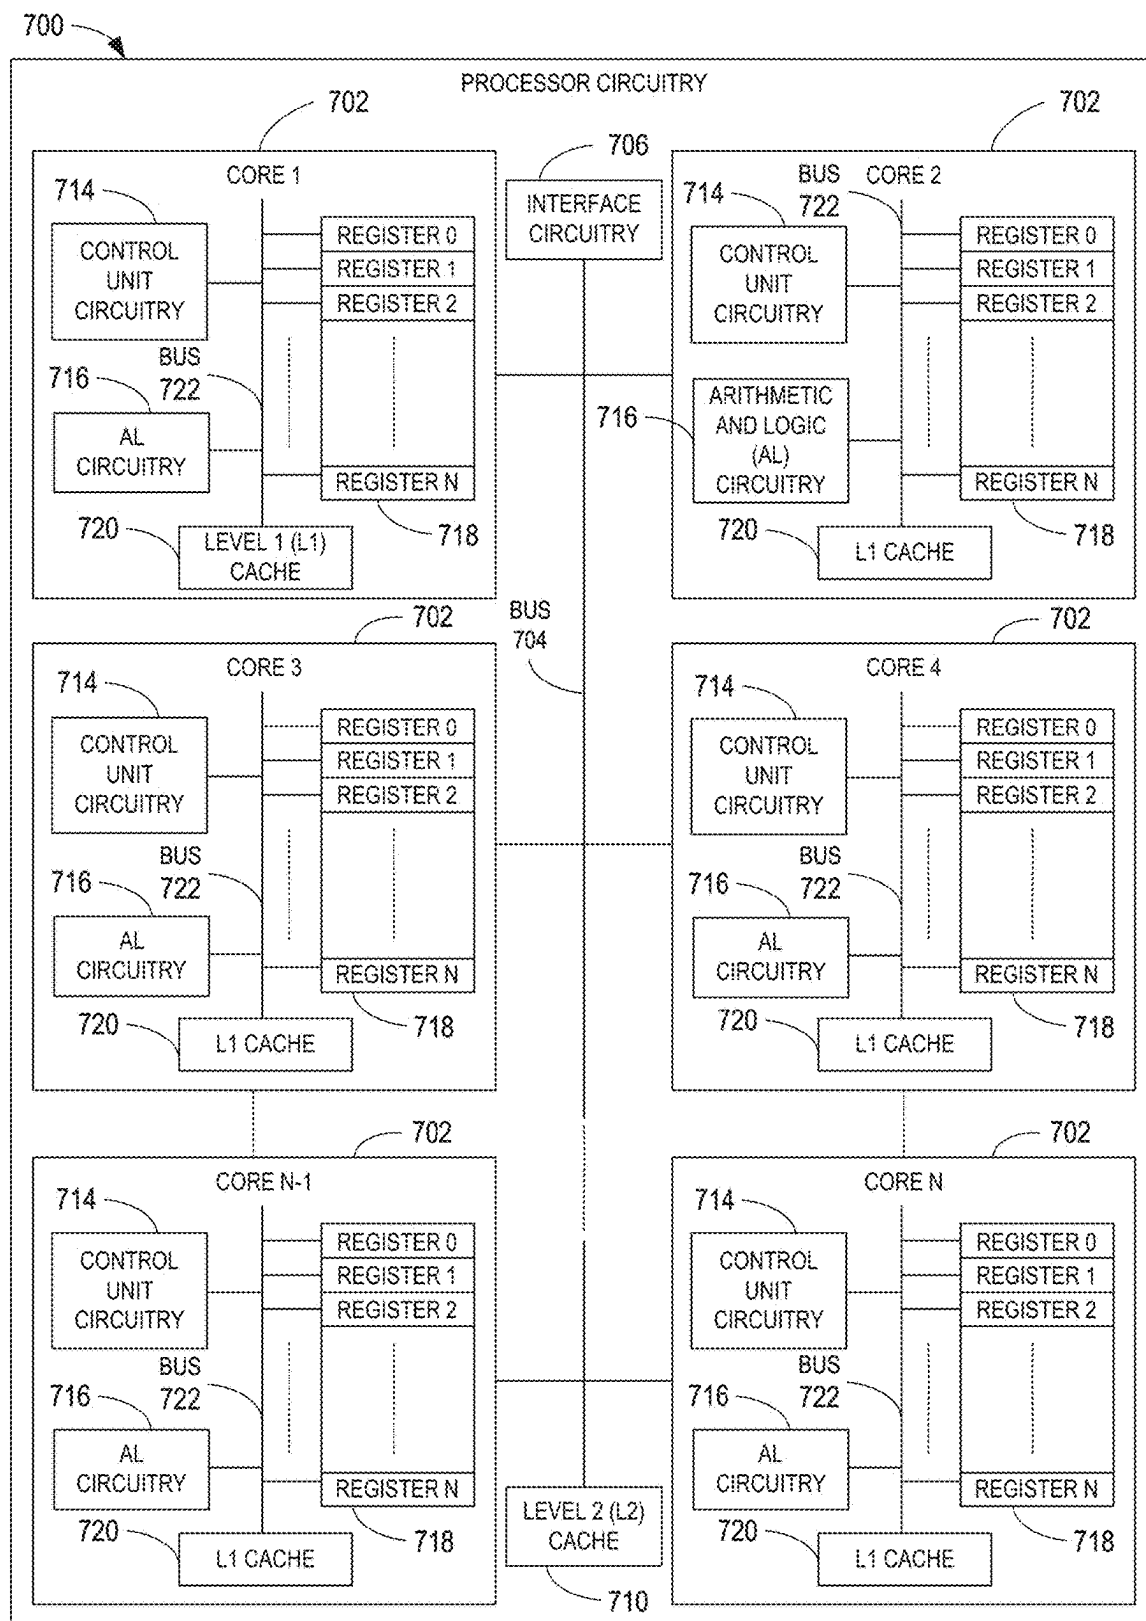 700
PROCESSOR CIRCUITRY
702
CORE 1
714
CONTROL
UNIT
CIRCUITRY
REGISTER 0
REGISTER 1
REGISTER 2
BUS
722
716
AL
CIRCUITRY
REGISTER N
718
720
LEVEL 1 (L1)
CACHE
706
INTERFACE
CIRCUITRY
702
CORE 2
714
BUS
722
CONTROL
UNIT
CIRCUITRY
REGISTER 0
REGISTER 1
REGISTER 2
716
ARITHMETIC
AND LOGIC
(AL)
CIRCUITRY
REGISTER N
718
720
L1 CACHE
BUS
704
702
CORE 3
714
CONTROL
UNIT
CIRCUITRY
REGISTER 0
REGISTER 1
REGISTER 2
BUS
722
716
AL
CIRCUITRY
REGISTER N
718
720
L1 CACHE
702
CORE 4
714
CONTROL
UNIT
CIRCUITRY
REGISTER 0
REGISTER 1
REGISTER 2
BUS
722
716
AL
CIRCUITRY
REGISTER N
718
720
L1 CACHE
702
CORE N-1
714
CONTROL
UNIT
CIRCUITRY
REGISTER 0
REGISTER 1
REGISTER 2
BUS
722
716
AL
CIRCUITRY
REGISTER N
718
720
L1 CACHE
LEVEL 2 (L2)
CACHE
710
702
CORE N
714
CONTROL
UNIT
CIRCUITRY
REGISTER 0
REGISTER 1
REGISTER 2
BUS
722
716
AL
CIRCUITRY
REGISTER N
718
720
L1 CACHE